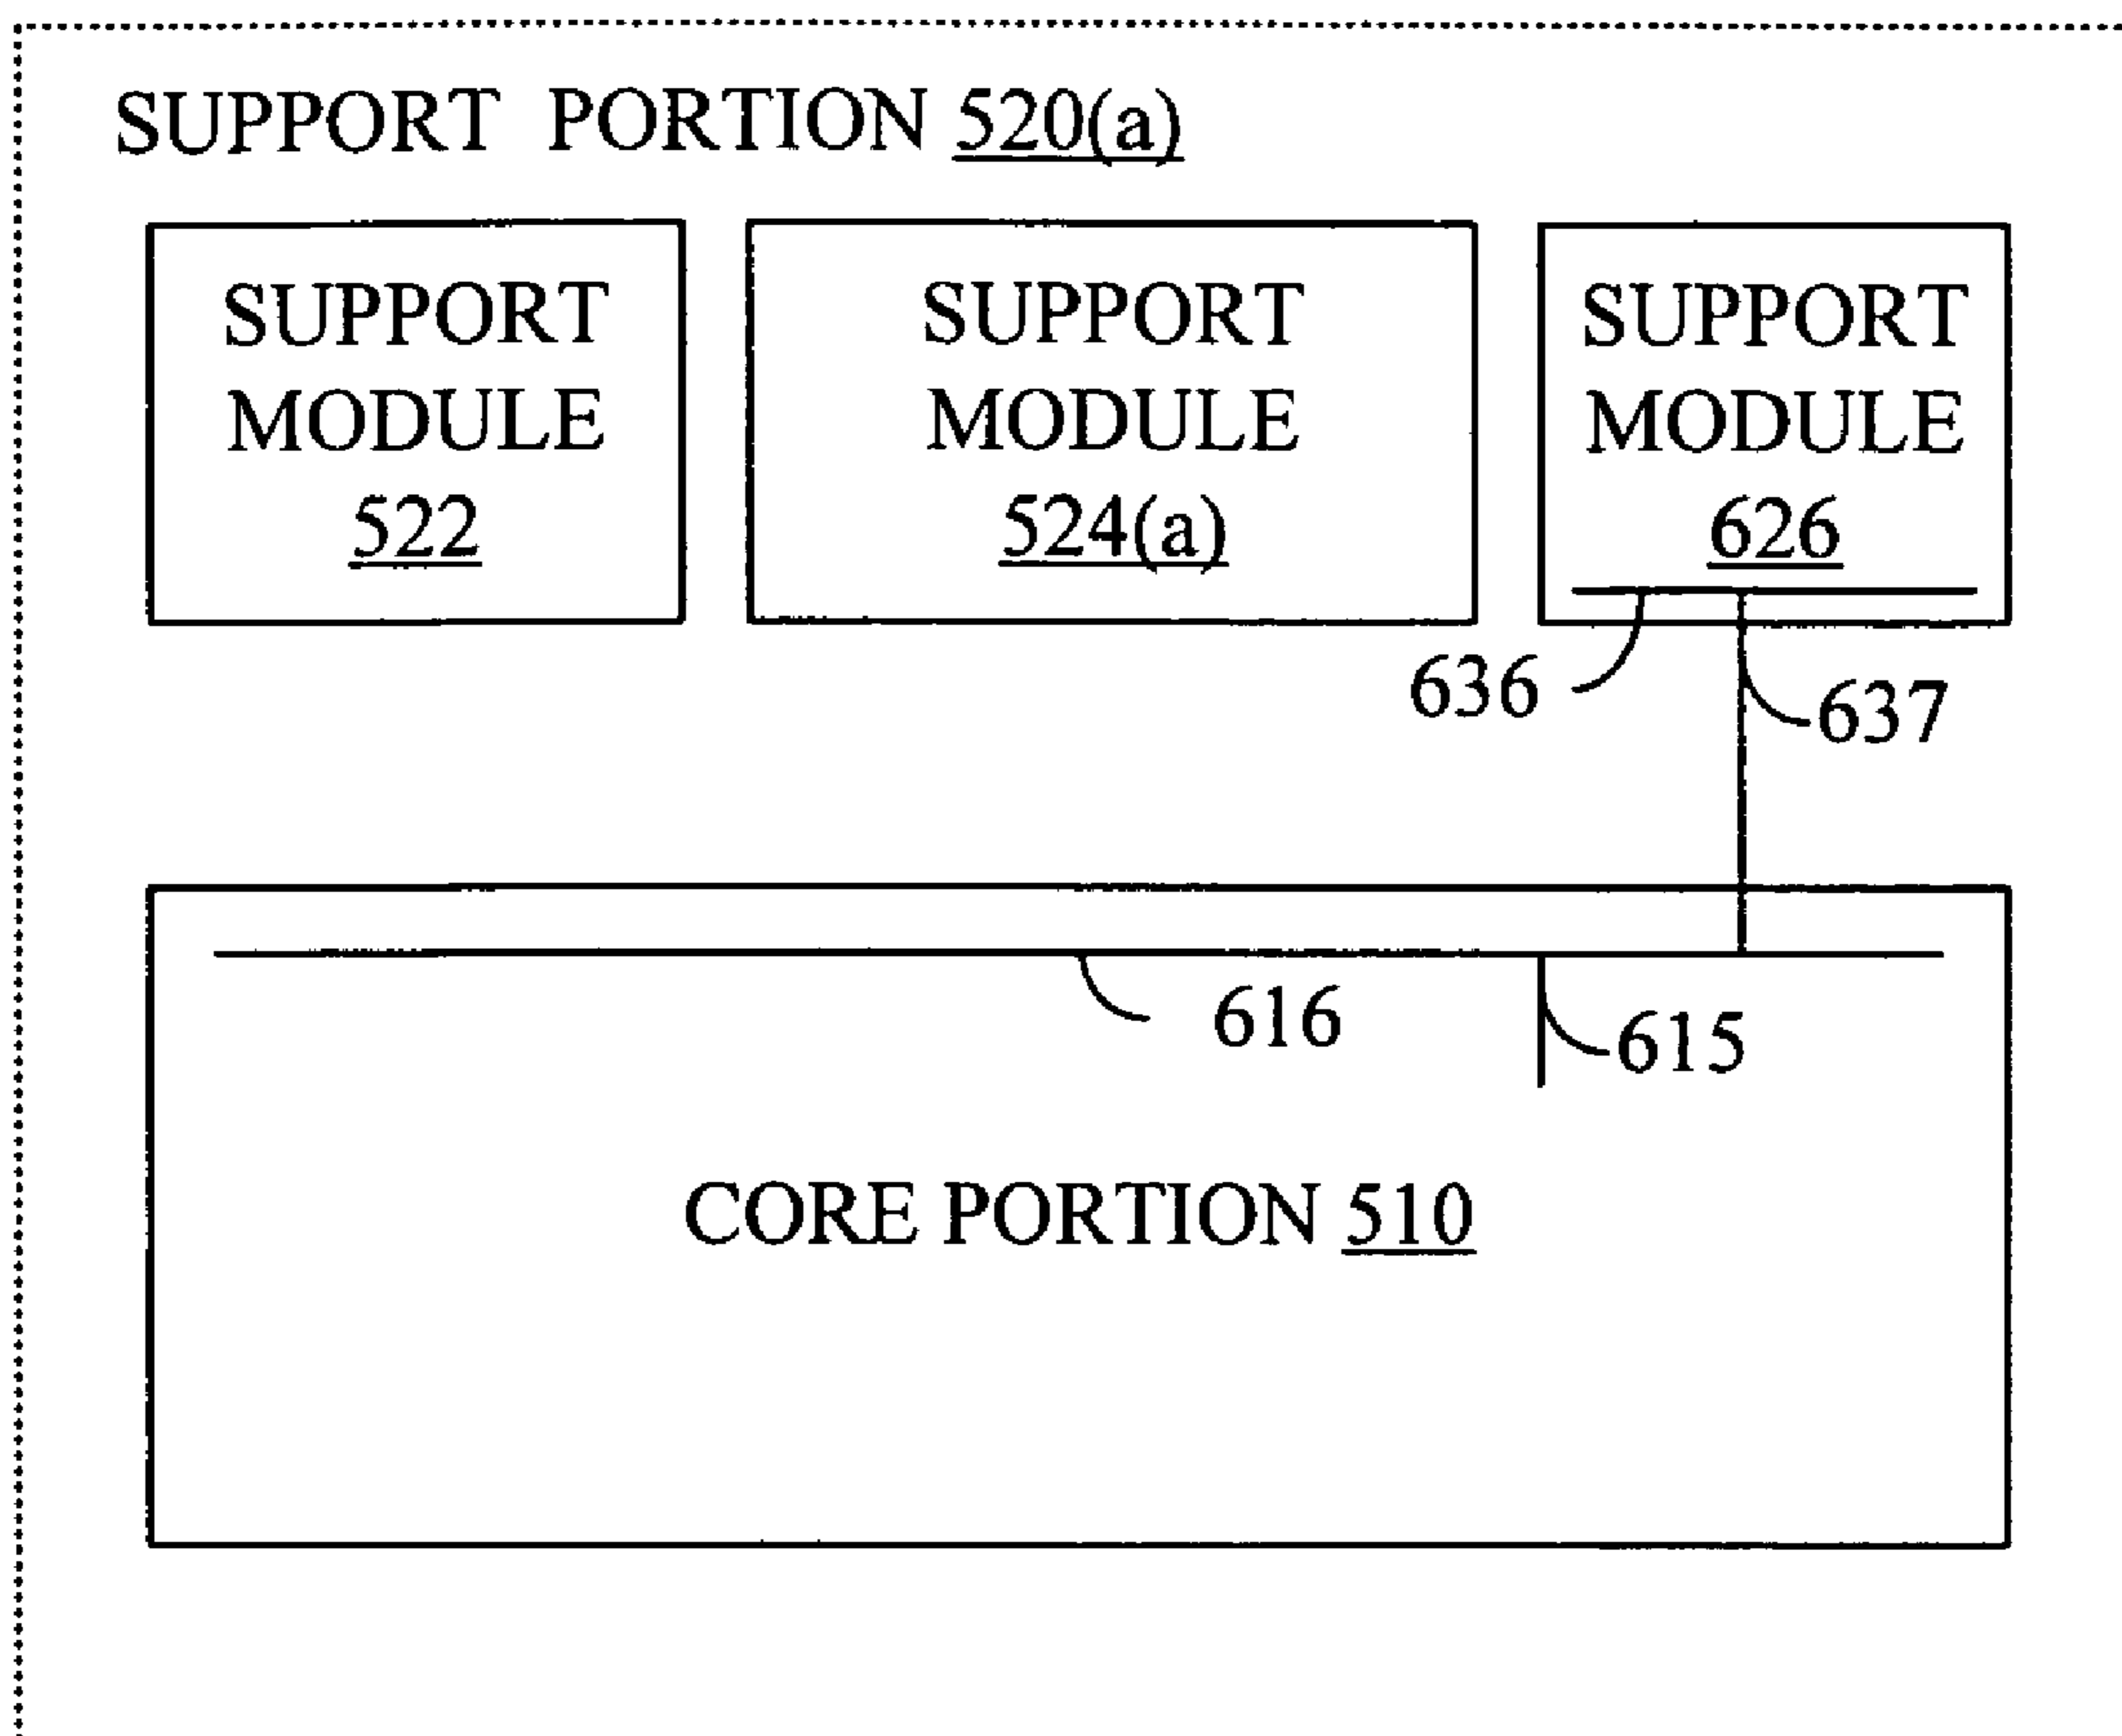 SUPPORT PORTION 520(a)
SUPPORT
MODULE
522
SUPPORT
MODULE
524(a)
SUPPORT
MODULE
626
636
637
616
615
CORE PORTION 510